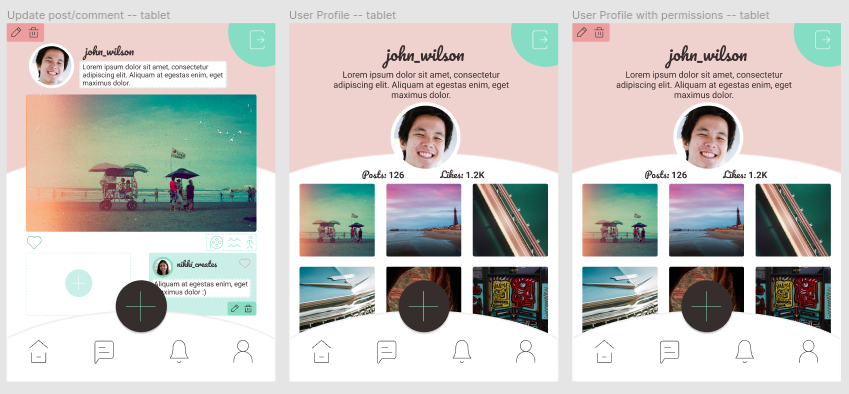 Update post/comment -- tablet
john_wilson
Lorem ipsum dolor sit amet, consectetur
adipiscing elit. Aliquam at egestas enim, eget
maximus dolor.
nikki_creates
Aliquam at egestas enim, eget
maximus dolor :)
User Profile -- tablet
john_wilson
Lorem ipsum dolor sit amet, consectetur
adipiscing elit. Aliquam at egestas enim, eget
maximus dolor.
Posts: 126 Likes: 1.2K
User Profile with permissions -- tablet
john_wilson
Lorem ipsum dolor sit amet, consectetur
adipiscing elit. Aliquam at egestas enim, eget
maximus dolor.
Posts: 126 Likes: 1.2K